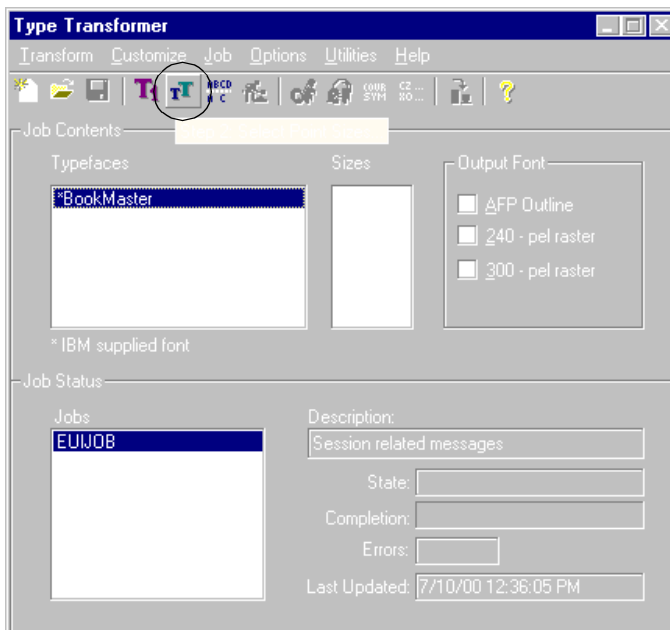 Type Transformer
Transform Customize Job Options Utilities Help
Job Contents
Typefaces
Sizes
Output Font
*BookMaster
AFP Outline
240 - pel raster
300 - pel raster
* IBM supplied font
Job Status
Jobs
Description:
EUIJOB
Session related messages
State:
Completion:
Errors:
Last Updated: 7/10/00 12:36:05 PM